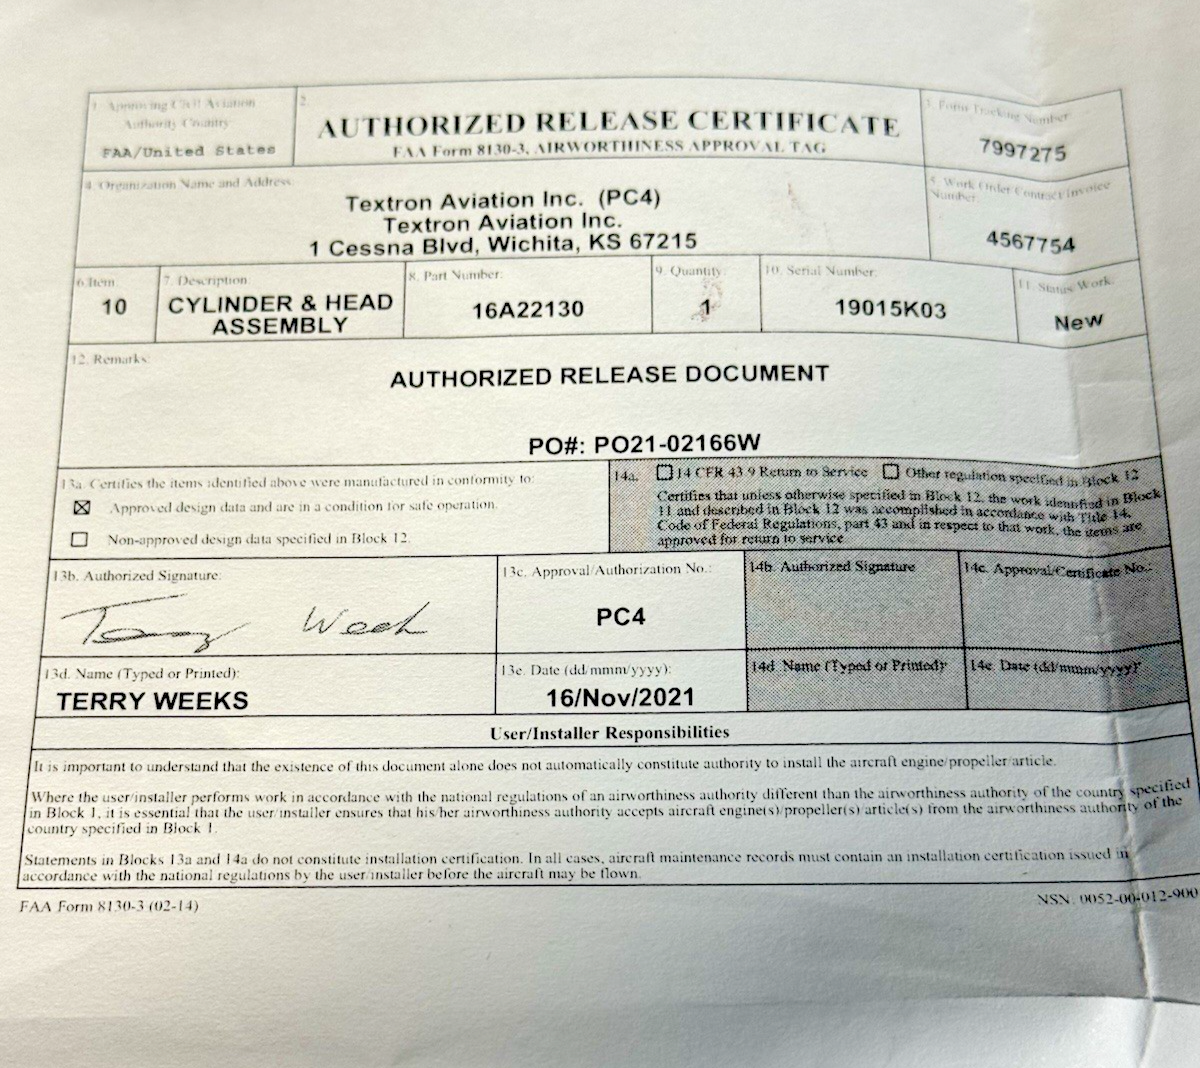 1. Approving Civil Aviation
Authority Country
FAA/United States
2.
AUTHORIZED RELEASE CERTIFICATE
FAA Form 8130-3, AIRWORTHINESS APPROVAL TAG
3. Form Tracking Number:
7997275
4. Organization Name and Address:
Textron Aviation Inc. (PC4)
Textron Aviation Inc.
1 Cessna Blvd, Wichita, KS 67215
5. Work Order/Contract/Invoice
Number:
4567754
6. Item:
10
7. Description:
CYLINDER & HEAD
ASSEMBLY
8. Part Number:
16A22130
9. Quantity:
1
10. Serial Number:
19015K03
11. Status/Work:
New
12. Remarks:
AUTHORIZED RELEASE DOCUMENT
PO#: PO21-02166W
13a. Certifies the items identified above were manufactured in conformity to:
Approved design data and are in a condition for safe operation.
Non-approved design data specified in Block 12.
14a. 14 CFR 43.9 Return to Service Other regulation specified in Block 12
Certifies that unless otherwise specified in Block 12, the work identified in Block
11 and described in Block 12 was accomplished in accordance with Title 14,
Code of Federal Regulations, part 43 and in respect to that work, the items are
approved for return to service.
13b. Authorized Signature:
Terry Week
13c. Approval/Authorization No.:
PC4
14b. Authorized Signature
14c. Approval/Certificate No.:
13d. Name (Typed or Printed):
TERRY WEEKS
13e. Date (dd/mmm/yyyy):
16/Nov/2021
14d. Name (Typed or Printed):
14e. Date (dd/mmm/yyyy)
User/Installer Responsibilities
It is important to understand that the existence of this document alone does not automatically constitute authority to install the aircraft engine/propeller/article.
Where the user/installer performs work in accordance with the national regulations of an airworthiness authority different than the airworthiness authority of the country specified
in Block 1, it is essential that the user/installer ensures that his/her airworthiness authority accepts aircraft engine(s)/propeller(s)/article(s) from the airworthiness authority of the
country specified in Block 1.
Statements in Blocks 13a and 14a do not constitute installation certification. In all cases, aircraft maintenance records must contain an installation certification issued in
accordance with the national regulations by the user/installer before the aircraft may be flown.
FAA Form 8130-3 (02-14)
NSN: 0052-00-012-900